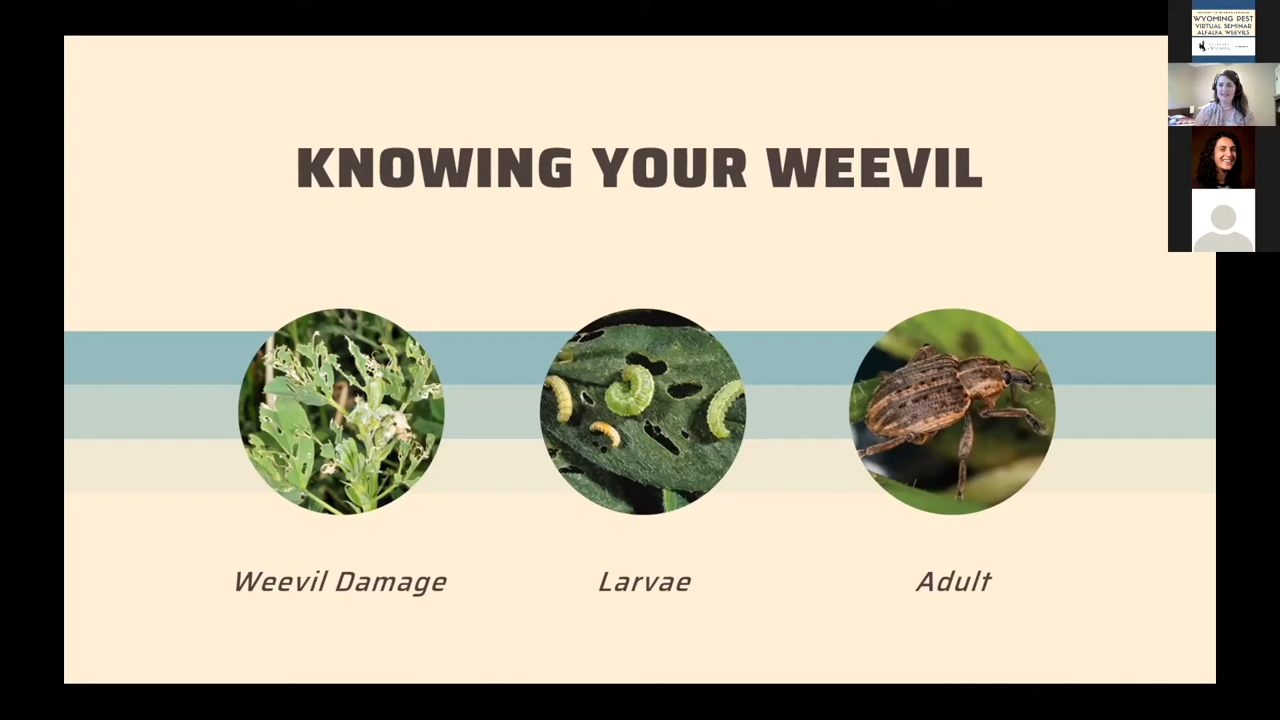 KNOWING YOUR WEEVIL
Weevil Damage
Larvae
Adult
WYOMING PEST
VIRTUAL SEMINAR
ALFALFA WEEVILS